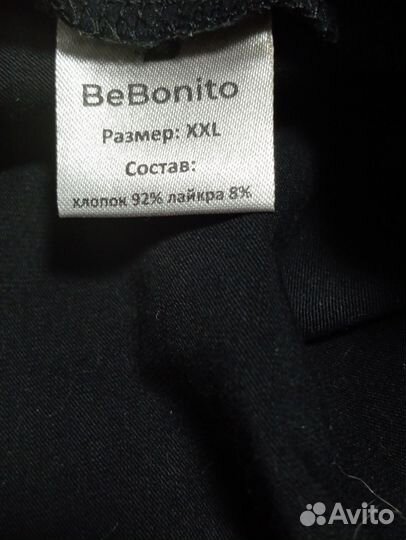 BeBonito
Размер: XXL
Состав:
хлопок 92% лайкра 8%
Avito